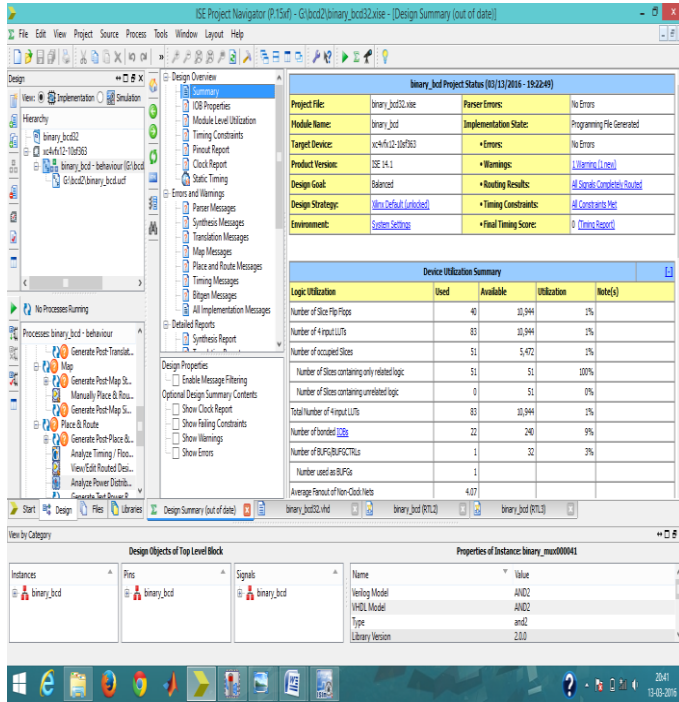 ISE Project Navigator (P.15xf) - G:\bcd2\binary_bcd32.xise - [Design Summary (out of date)]
File Edit View Project Source Process Tools Window Layout Help
Design
View: Implementation Simulation
Hierarchy
binary_bcd32
xc4vfx12-10sf363
binary_bcd - behaviour (G:\bcd
G:\bcd2\binary_bcd.ucf
No Processes Running
Processes: binary_bcd - behaviour
Generate Post-Translat...
Map
Generate Post-Map St...
Manually Place & Rou...
Generate Post-Map Si...
Place & Route
Generate Post-Place &...
Analyze Timing / Floo...
View/Edit Routed Desi...
Analyze Power Distrib...
Generate Text Power R
Start Design Files Libraries
Design Overview
Summary
IOB Properties
Module Level Utilization
Timing Constraints
Pinout Report
Clock Report
Static Timing
Errors and Warnings
Parser Messages
Synthesis Messages
Translation Messages
Map Messages
Place and Route Messages
Timing Messages
Bitgen Messages
All Implementation Messages
Detailed Reports
Synthesis Report
Design Properties
Enable Message Filtering
Optional Design Summary Contents
Show Clock Report
Show Failing Constraints
Show Warnings
Show Errors
binary_bcd Project Status (03/13/2016 - 19:22:49)
Project File: binary_bcd32.xise Parser Errors: No Errors
Module Name: binary_bcd Implementation State: Programming File Generated
Target Device: xc4vfx12-10sf363 • Errors: No Errors
Product Version: ISE 14.1 • Warnings: 1 Warning (1 new)
Design Goal: Balanced • Routing Results: All Signals Completely Routed
Design Strategy: Xilinx Default (unlocked) • Timing Constraints: All Constraints Met
Environment: System Settings • Final Timing Score: 0 (Timing Report)
Device Utilization Summary [-]
Logic Utilization Used Available Utilization Note(s)
Number of Slice Flip Flops 40 10,944 1%
Number of 4 input LUTs 83 10,944 1%
Number of occupied Slices 51 5,472 1%
Number of Slices containing only related logic 51 51 100%
Number of Slices containing unrelated logic 0 51 0%
Total Number of 4 input LUTs 83 10,944 1%
Number of bonded IOBs 22 240 9%
Number of BUFG/BUFGCTRLs 1 32 3%
Number used as BUFGs 1
Average Fanout of Non-Clock Nets 4.07
Design Summary (out of date) binary_bcd32.vhd binary_bcd (RTL2) binary_bcd (RTL3)
View by Category
Design Objects of Top Level Block
Instances Pins Signals
binary_bcd binary_bcd binary_bcd
Properties of Instance: binary_mux000041
Name Value
Verilog Model AND2
VHDL Model AND2
Type and2
Library Version 2.0.0
20:41
13-03-2016